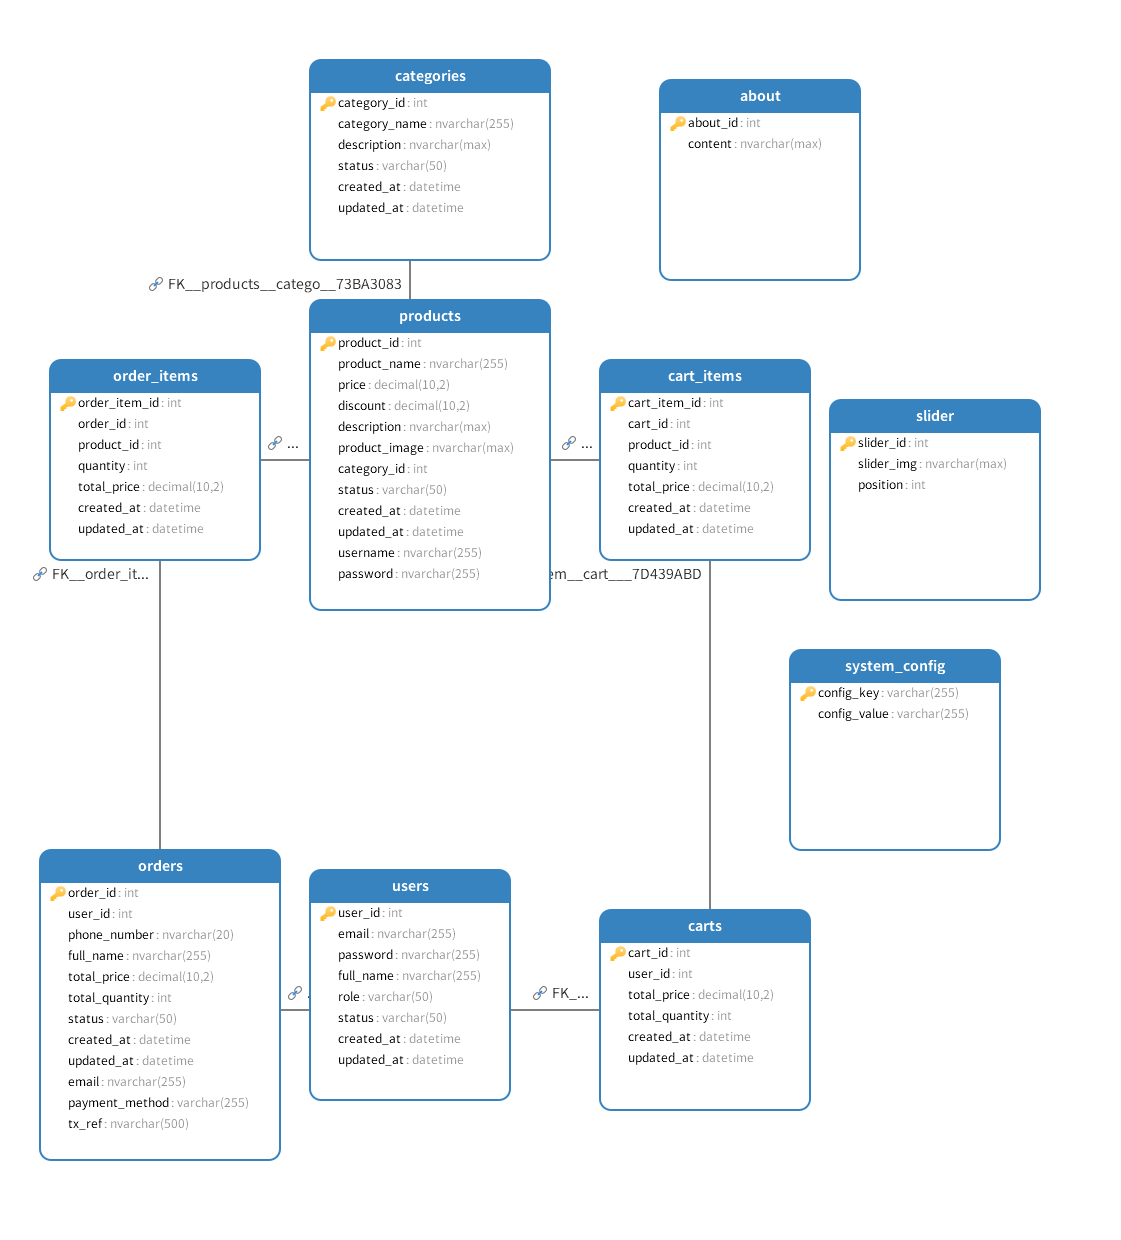 categories
category_id : int
category_name : nvarchar(255)
description : nvarchar(max)
status : varchar(50)
created_at : datetime
updated_at : datetime
about
about_id : int
content : nvarchar(max)
FK__products__catego__73BA3083
products
product_id : int
product_name : nvarchar(255)
price : decimal(10,2)
discount : decimal(10,2)
description : nvarchar(max)
product_image : nvarchar(max)
category_id : int
status : varchar(50)
created_at : datetime
updated_at : datetime
username : nvarchar(255)
password : nvarchar(255)
order_items
order_item_id : int
order_id : int
product_id : int
quantity : int
total_price : decimal(10,2)
created_at : datetime
updated_at : datetime
...
cart_items
cart_item_id : int
cart_id : int
product_id : int
quantity : int
total_price : decimal(10,2)
created_at : datetime
updated_at : datetime
...
slider
slider_id : int
slider_img : nvarchar(max)
position : int
FK__order_it...
em__cart___7D439ABD
system_config
config_key : varchar(255)
config_value : varchar(255)
orders
order_id : int
user_id : int
phone_number : nvarchar(20)
full_name : nvarchar(255)
total_price : decimal(10,2)
total_quantity : int
status : varchar(50)
created_at : datetime
updated_at : datetime
email : nvarchar(255)
payment_method : varchar(255)
tx_ref : nvarchar(500)
users
user_id : int
email : nvarchar(255)
password : nvarchar(255)
full_name : nvarchar(255)
role : varchar(50)
status : varchar(50)
created_at : datetime
updated_at : datetime
FK_...
carts
cart_id : int
user_id : int
total_price : decimal(10,2)
total_quantity : int
created_at : datetime
updated_at : datetime